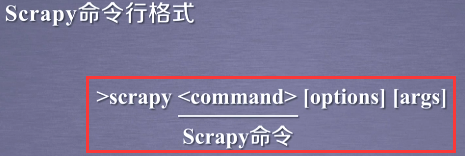 Scrapy命令行格式
>scrapy <command> [options] [args]
Scrapy命令